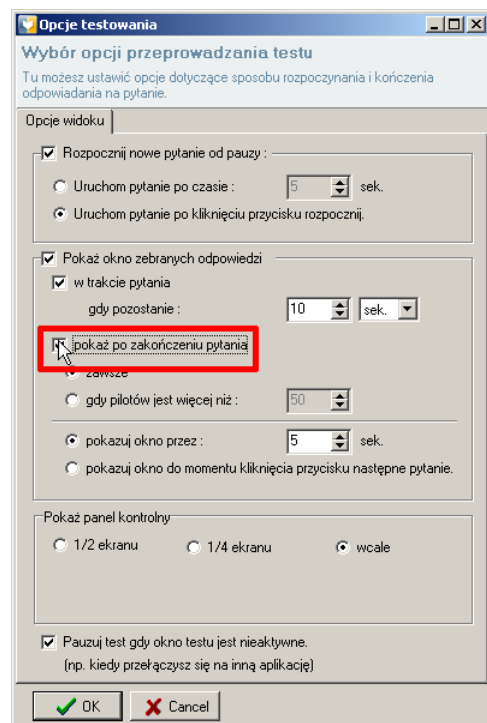 Opcje testowania
Wybór opcji przeprowadzania testu
Tu możesz ustawić opcje dotyczące sposobu rozpoczynania i kończenia
odpowiadania na pytanie.
Opcje widoku
Rozpocznij nowe pytanie od pauzy :
Uruchom pytanie po czasie : 5 sek.
Uruchom pytanie po kliknięciu przycisku rozpocznij.
Pokaż okno zebranych odpowiedzi
w trakcie pytania
gdy pozostanie : 10 sek.
pokaż po zakończeniu pytania
zawsze
gdy pilotów jest więcej niż : 50
pokazuj okno przez : 5 sek.
pokazuj okno do momentu kliknięcia przycisku następne pytanie.
Pokaż panel kontrolny
1/2 ekranu 1/4 ekranu wcale
Pauzuj test gdy okno testu jest nieaktywne.
(np. kiedy przełączysz się na inną aplikację)
OK Cancel